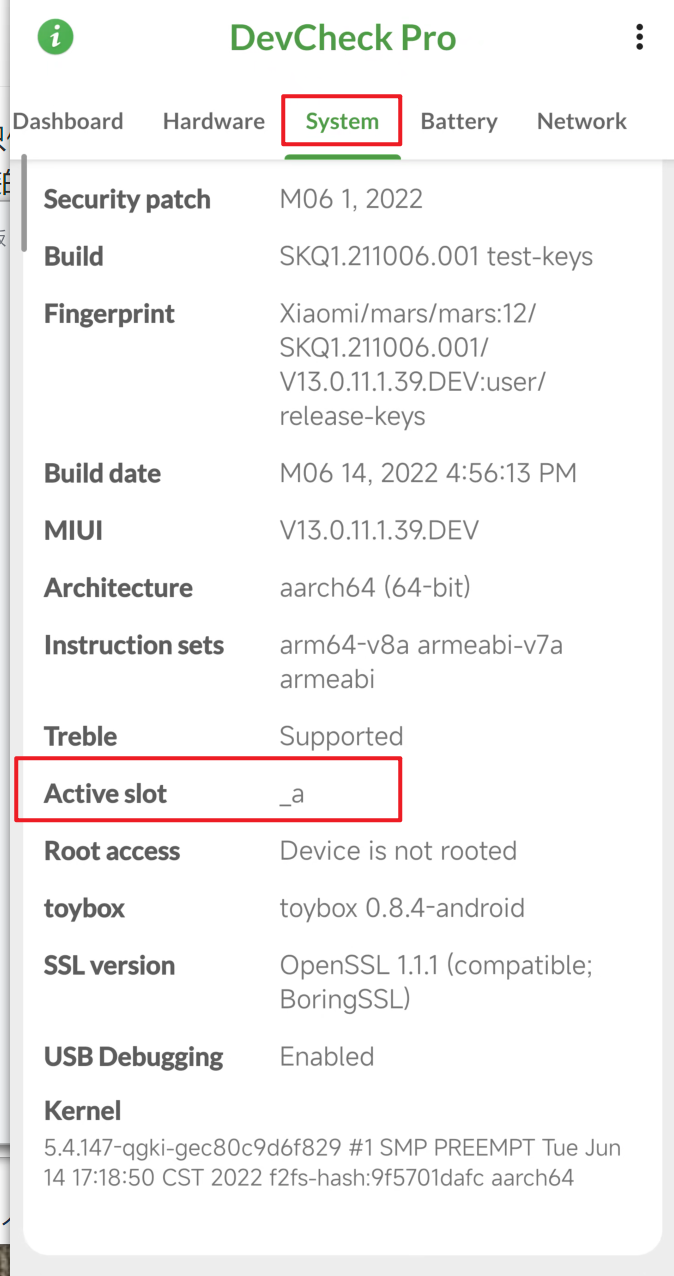 DevCheck Pro
Dashboard Hardware System Battery Network
Security patch M06 1, 2022
Build SKQ1.211006.001 test-keys
Fingerprint Xiaomi/mars/mars:12/
SKQ1.211006.001/
V13.0.11.1.39.DEV:user/
release-keys
Build date M06 14, 2022 4:56:13 PM
MIUI V13.0.11.1.39.DEV
Architecture aarch64 (64-bit)
Instruction sets arm64-v8a armeabi-v7a
armeabi
Treble Supported
Active slot _a
Root access Device is not rooted
toybox toybox 0.8.4-android
SSL version OpenSSL 1.1.1 (compatible;
BoringSSL)
USB Debugging Enabled
Kernel
5.4.147-qgki-gec80c9d6f829 #1 SMP PREEMPT Tue Jun
14 17:18:50 CST 2022 f2fs-hash:9f5701dafc aarch64